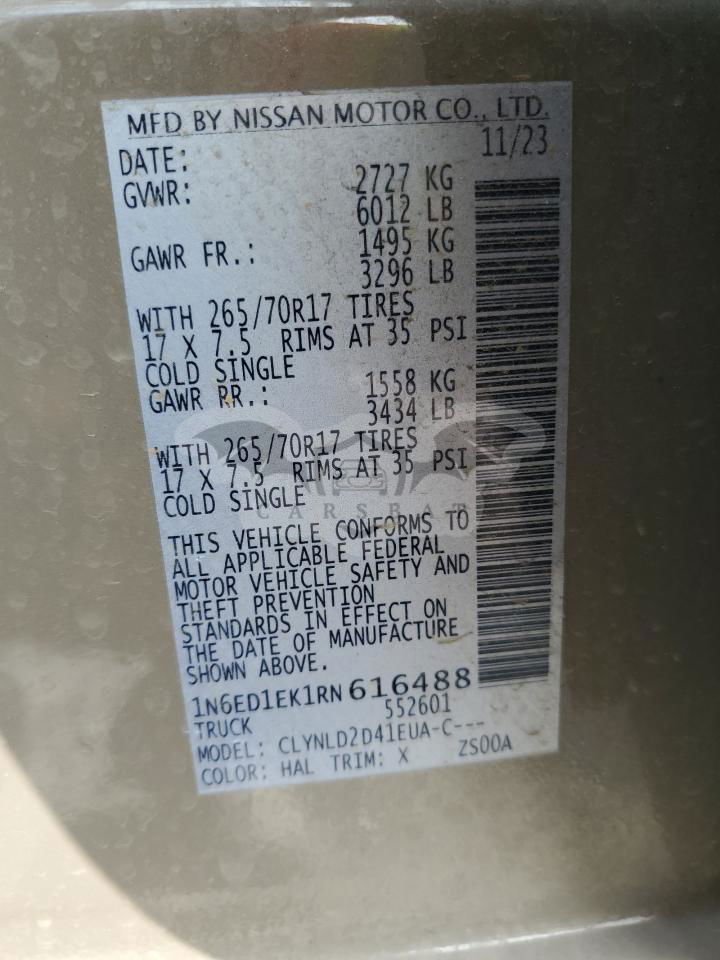 MFD BY NISSAN MOTOR CO., LTD.
DATE: 11/23
GVWR: 2727 KG
6012 LB
GAWR FR.: 1495 KG
3296 LB
WITH 265/70R17 TIRES
17 X 7.5 RIMS AT 35 PSI
COLD SINGLE
GAWR RR.: 1558 KG
3434 LB
WITH 265/70R17 TIRES
17 X 7.5 RIMS AT 35 PSI
COLD SINGLE
CARSBAT
THIS VEHICLE CONFORMS TO
ALL APPLICABLE FEDERAL
MOTOR VEHICLE SAFETY AND
THEFT PREVENTION
STANDARDS IN EFFECT ON
THE DATE OF MANUFACTURE
SHOWN ABOVE.
1N6ED1EK1RN616488
TRUCK 552601
MODEL: CLYNLD2D41EUA-C---
COLOR: HAL TRIM: X ZS00A